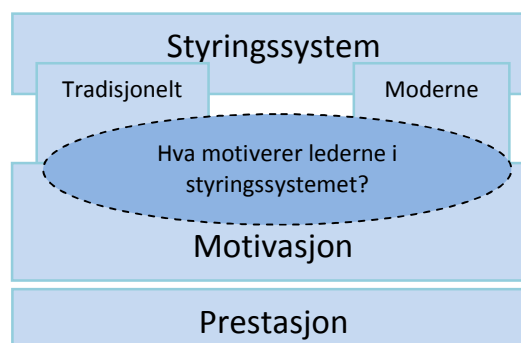 Styringssystem
Tradisjonelt
Moderne
Hva motiverer lederne i
styringssystemet?
Motivasjon
Prestasjon